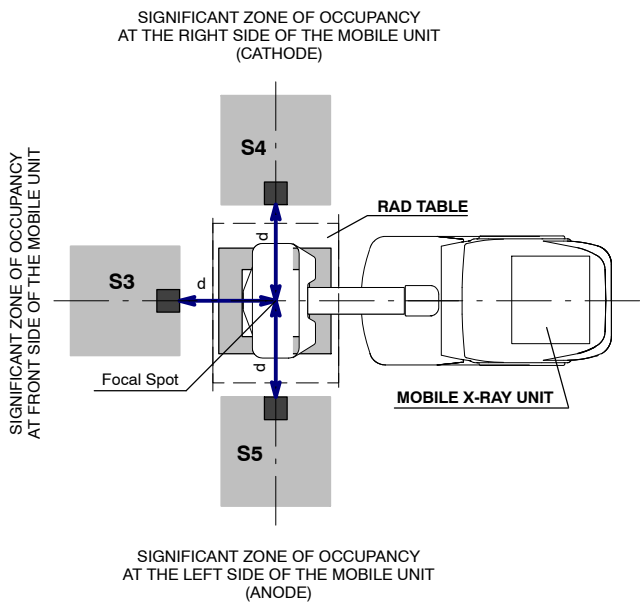 SIGNIFICANT ZONE OF OCCUPANCY
AT THE RIGHT SIDE OF THE MOBILE UNIT
(CATHODE)
SIGNIFICANT ZONE OF OCCUPANCY
AT FRONT SIDE OF THE MOBILE UNIT
S4
RAD TABLE
d
S3
d
Focal Spot
d
MOBILE X-RAY UNIT
S5
SIGNIFICANT ZONE OF OCCUPANCY
AT THE LEFT SIDE OF THE MOBILE UNIT
(ANODE)